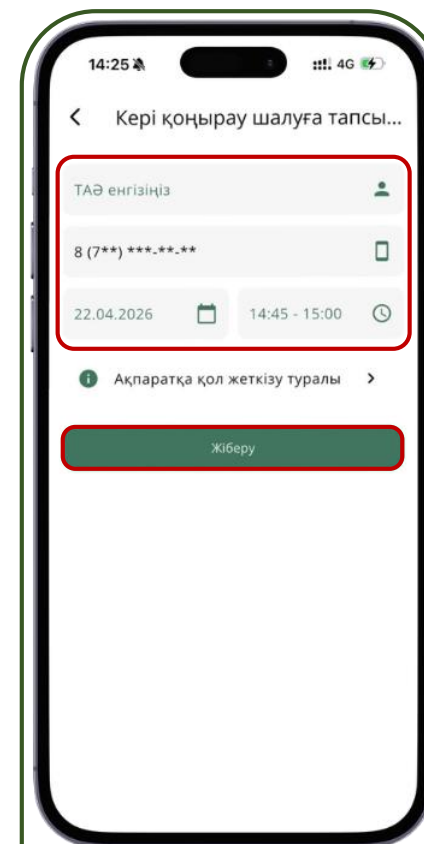 14:25 4G
Кері қоңырау шалуға тапсы...
ТАӘ енгізіңіз
8 (7**) ***-**-**
22.04.2026 14:45 - 15:00
Ақпаратқа қол жеткізу туралы
Жіберу